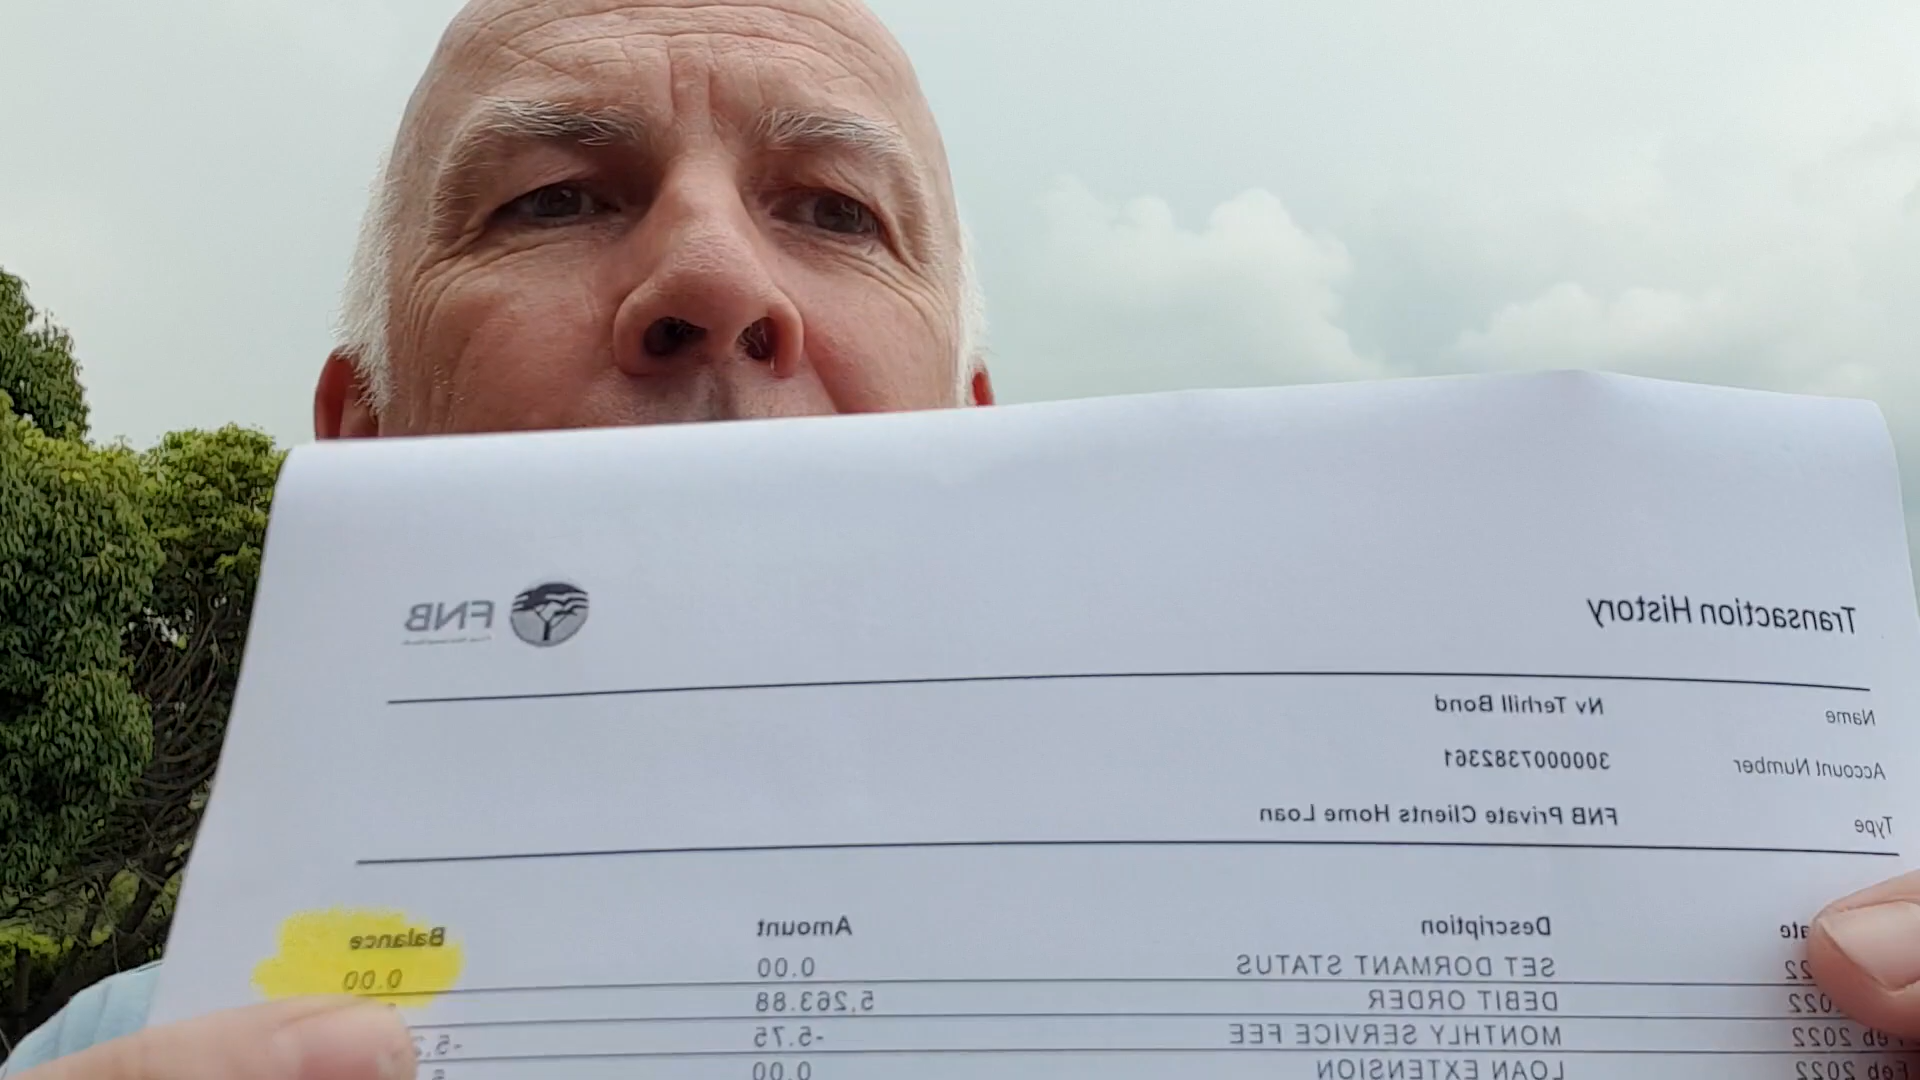 Transaction History
FNB
Name Nv Terhill Bond
Account Number 3000007382361
Type FNB Private Clients Home Loan
Description Amount Balance
22 SET DORMANT STATUS 0.00 0.00
2022 DEBIT ORDER 5,263.88
Feb 2022 MONTHLY SERVICE FEE -5.75
Feb 2022 LOAN EXTENSION 0.00